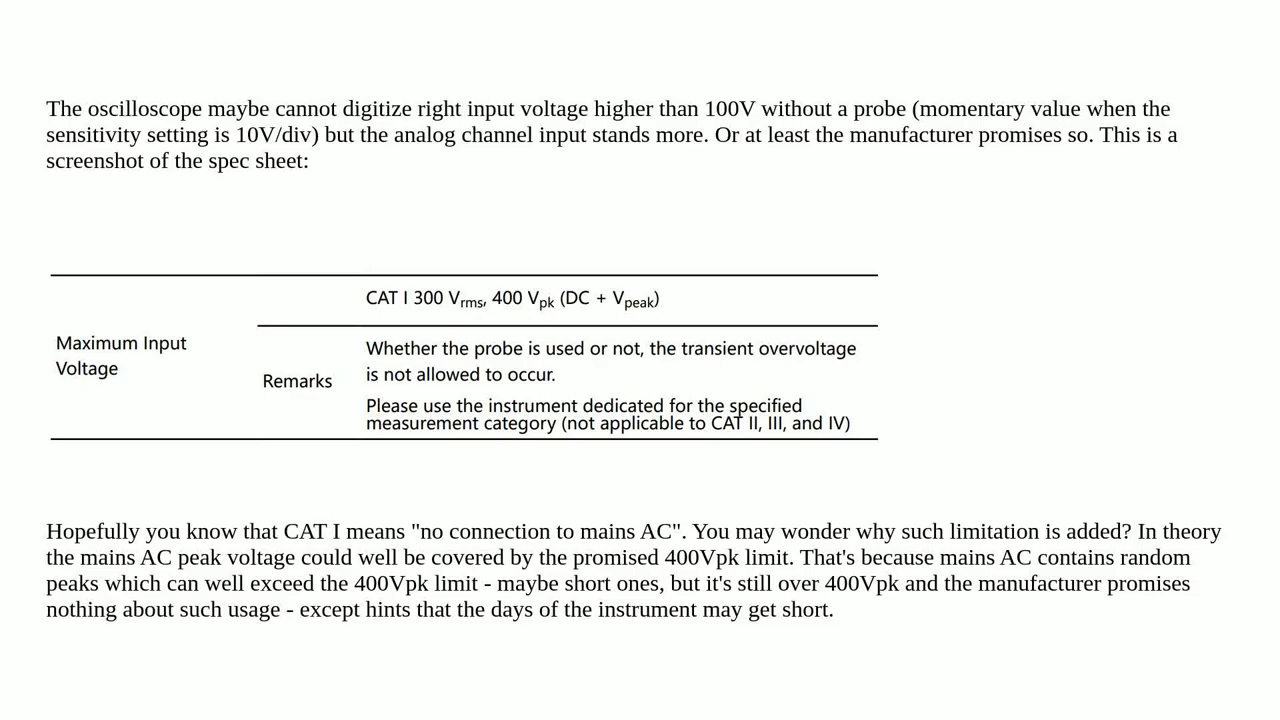 The oscilloscope maybe cannot digitize right input voltage higher than 100V without a probe (momentary value when the
sensitivity setting is 10V/div) but the analog channel input stands more. Or at least the manufacturer promises so. This is a
screenshot of the spec sheet:
CAT I 300 Vrms, 400 Vpk (DC + Vpeak)
Maximum Input
Voltage
Remarks
Whether the probe is used or not, the transient overvoltage
is not allowed to occur.
Please use the instrument dedicated for the specified
measurement category (not applicable to CAT II, III, and IV)
Hopefully you know that CAT I means "no connection to mains AC". You may wonder why such limitation is added? In theory
the mains AC peak voltage could well be covered by the promised 400Vpk limit. That's because mains AC contains random
peaks which can well exceed the 400Vpk limit - maybe short ones, but it's still over 400Vpk and the manufacturer promises
nothing about such usage - except hints that the days of the instrument may get short.